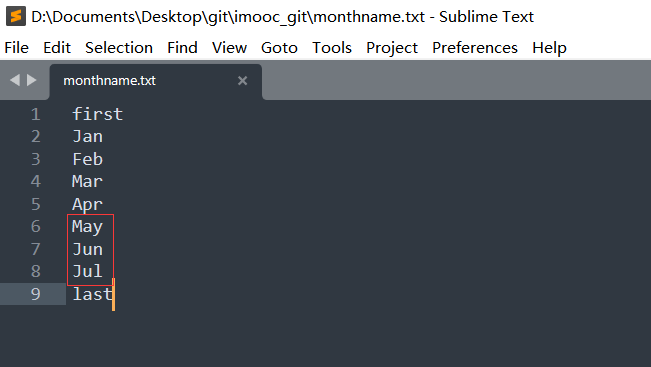 D:\Documents\Desktop\git\imooc_git\monthname.txt - Sublime Text
File Edit Selection Find View Goto Tools Project Preferences Help
monthname.txt ×
1 first
2 Jan
3 Feb
4 Mar
5 Apr
6 May
7 Jun
8 Jul
9 last